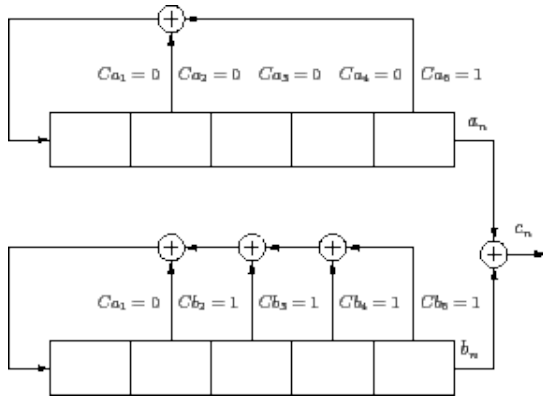 Ca₁ = 0 Ca₂ = 0 Ca₃ = 0 Ca₄ = 0 Ca₅ = 1
aₙ
cₙ
Ca₁ = 0 Cb₂ = 1 Cb₃ = 1 Cb₄ = 1 Cb₅ = 1
bₙ